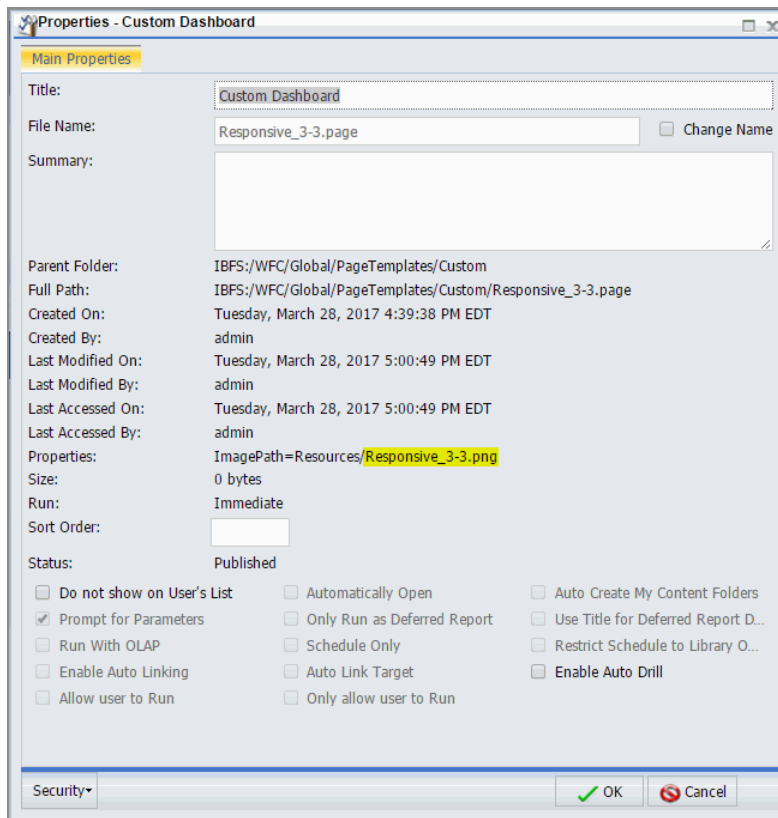 Properties - Custom Dashboard
Main Properties
Title: Custom Dashboard
File Name: Responsive_3-3.page Change Name
Summary:
Parent Folder: IBFS:/WFC/Global/PageTemplates/Custom
Full Path: IBFS:/WFC/Global/PageTemplates/Custom/Responsive_3-3.page
Created On: Tuesday, March 28, 2017 4:39:38 PM EDT
Created By: admin
Last Modified On: Tuesday, March 28, 2017 5:00:49 PM EDT
Last Modified By: admin
Last Accessed On: Tuesday, March 28, 2017 5:00:49 PM EDT
Last Accessed By: admin
Properties: ImagePath=Resources/Responsive_3-3.png
Size: 0 bytes
Run: Immediate
Sort Order:
Status: Published
Do not show on User's List Automatically Open Auto Create My Content Folders
Prompt for Parameters Only Run as Deferred Report Use Title for Deferred Report D...
Run With OLAP Schedule Only Restrict Schedule to Library O...
Enable Auto Linking Auto Link Target Enable Auto Drill
Allow user to Run Only allow user to Run
Security OK Cancel